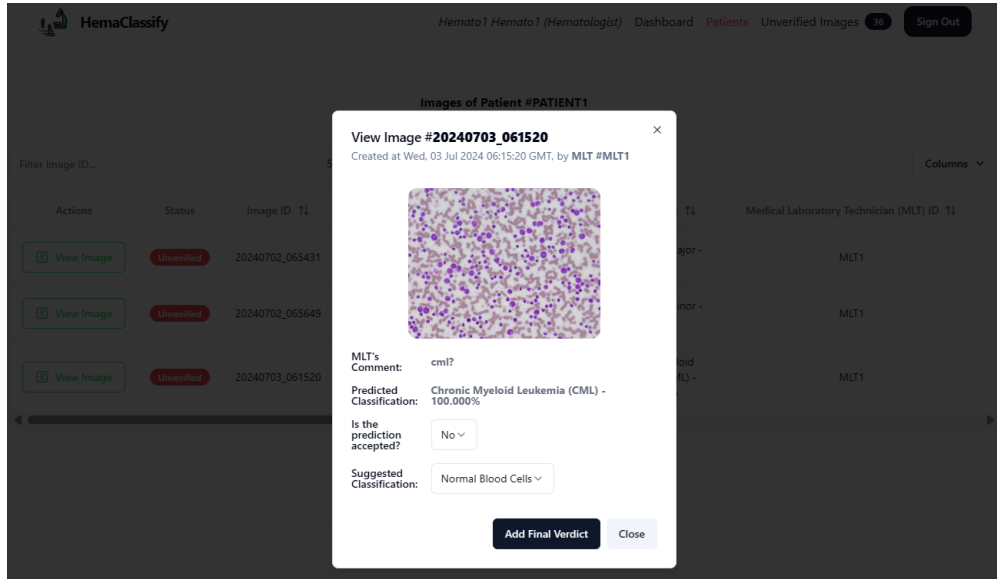 HemaClassify
Hemato1 Hemato1 (Hematologist) Dashboard Patients Unverified Images 36 Sign Out
Images of Patient #PATIENT1
Filter Image ID...
5
Columns
Actions Status Image ID Medical Laboratory Technician (MLT) ID
View Image Unverified 20240702_065431 ajor - MLT1
View Image Unverified 20240702_065649 inor - MLT1
View Image Unverified 20240703_061520 MLT1
View Image #20240703_061520
Created at Wed, 03 Jul 2024 06:15:20 GMT, by MLT #MLT1
MLT's
Comment:
cml?
Predicted
Classification:
Chronic Myeloid Leukemia (CML) -
100.000%
Is the
prediction
accepted?
No
Suggested
Classification:
Normal Blood Cells
Add Final Verdict Close